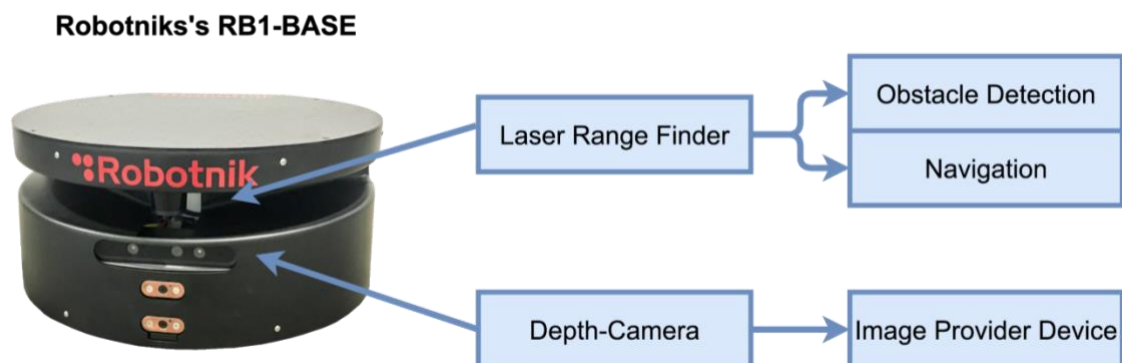 Robotniks's RB1-BASE
Robotnik
Laser Range Finder
Obstacle Detection
Navigation
Depth-Camera
Image Provider Device